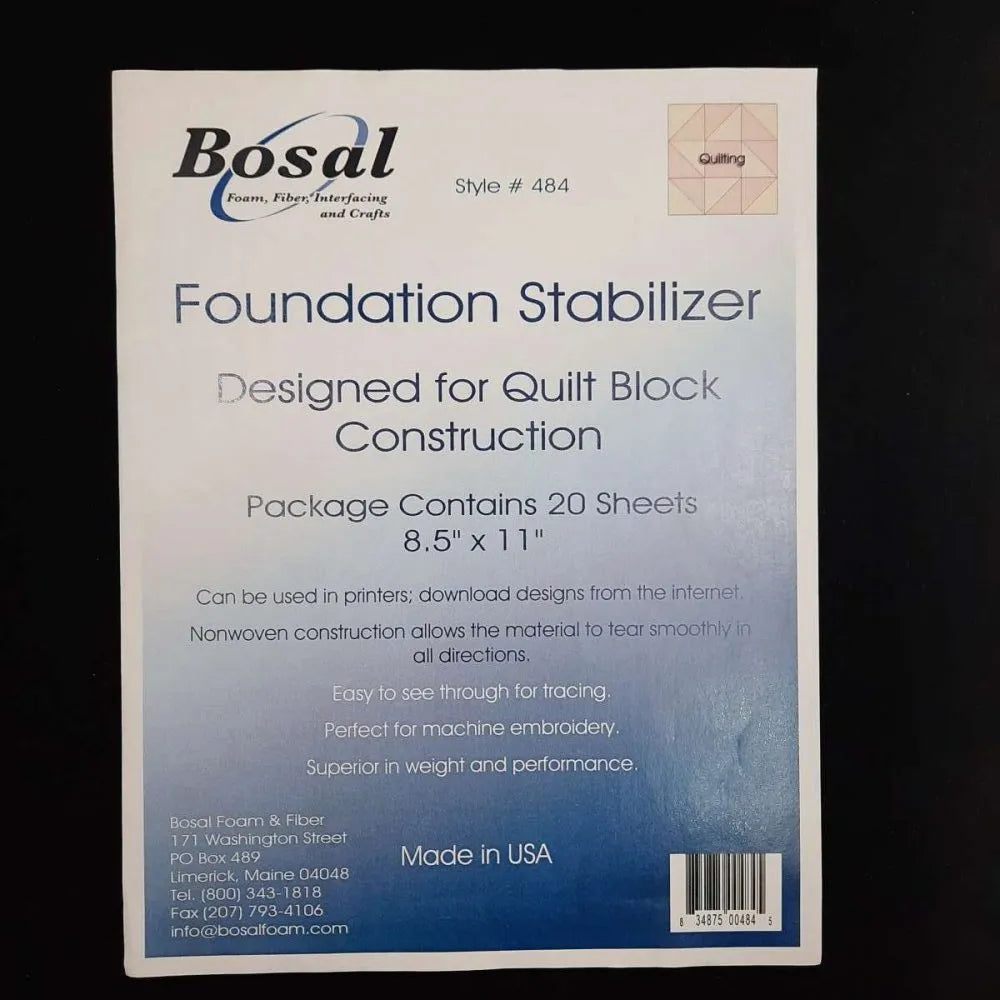 Bosal
Foam, Fiber, Interfacing
and Crafts
Style # 484
Quilting
Foundation Stabilizer
Designed for Quilt Block
Construction
Package Contains 20 Sheets
8.5" x 11"
Can be used in printers; download designs from the internet.
Nonwoven construction allows the material to tear smoothly in
all directions.
Easy to see through for tracing.
Perfect for machine embroidery.
Superior in weight and performance.
Bosal Foam & Fiber
171 Washington Street
PO Box 489
Limerick, Maine 04048
Tel. (800) 343-1818
Fax (207) 793-4106
info@bosalfoam.com
Made in USA
8 34875 00484 5